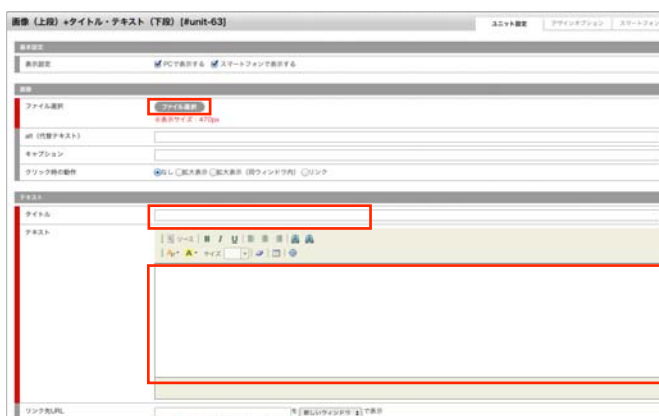 画像（上段）+タイトル・テキスト（下段）[#unit-63]
ユニット設定 デザインオプション スマートフォン
基本設定
表示設定 PCで表示する スマートフォンで表示する
画像
ファイル選択 ファイル選択
※表示サイズ：470px
alt（代替テキスト）
キャプション
クリック時の動作 なし 拡大表示 拡大表示（同ウィンドウ内） リンク
テキスト
タイトル
テキスト ソース B I U
A A サイズ
リンク先URL を 新しいウィンドウ で表示